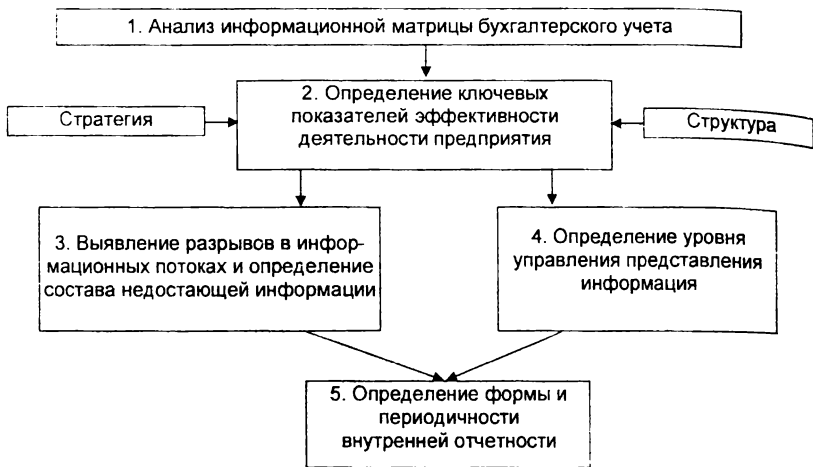 1. Анализ информационной матрицы бухгалтерского учета
2. Определение ключевых
показателей эффективности
деятельности предприятия
Стратегия
Структура
3. Выявление разрывов в инфор-
мационных потоках и определение
состава недостающей информации
4. Определение уровня
управления представления
информация
5. Определение формы и
периодичности
внутренней отчетности